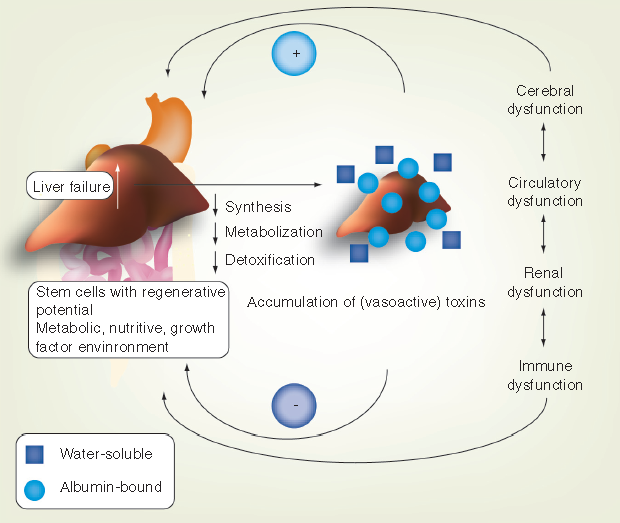 +
Cerebral
dysfunction
Liver failure
Synthesis
Metabolization
Detoxification
Circulatory
dysfunction
Stem cells with regenerative
potential
Metabolic, nutritive, growth
factor envinronment
Accumulation of (vasoactive) toxins
Renal
dysfunction
Immune
dysfunction
-
Water-soluble
Albumin-bound